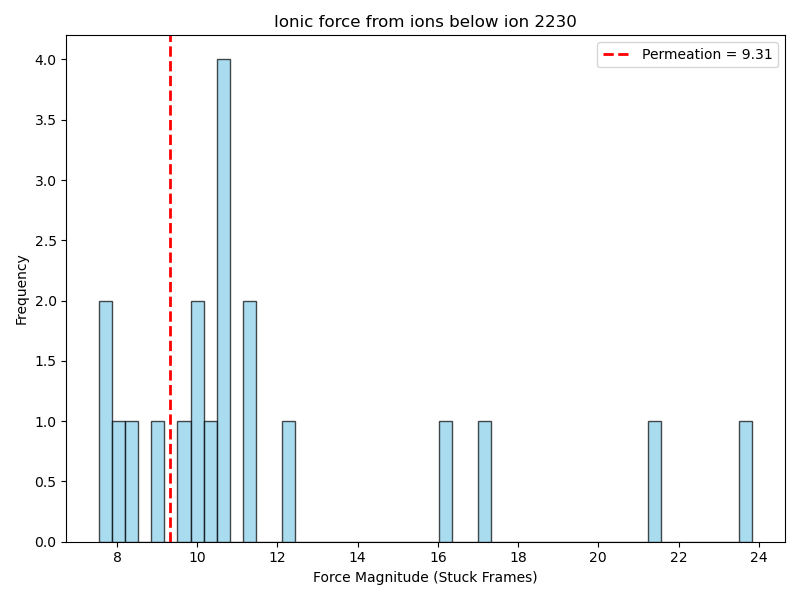 Ionic force from ions below ion 2230
Permeation = 9.31
Frequency
4.0
3.5
3.0
2.5
2.0
1.5
1.0
0.5
0.0
8 10 12 14 16 18 20 22 24
Force Magnitude (Stuck Frames)